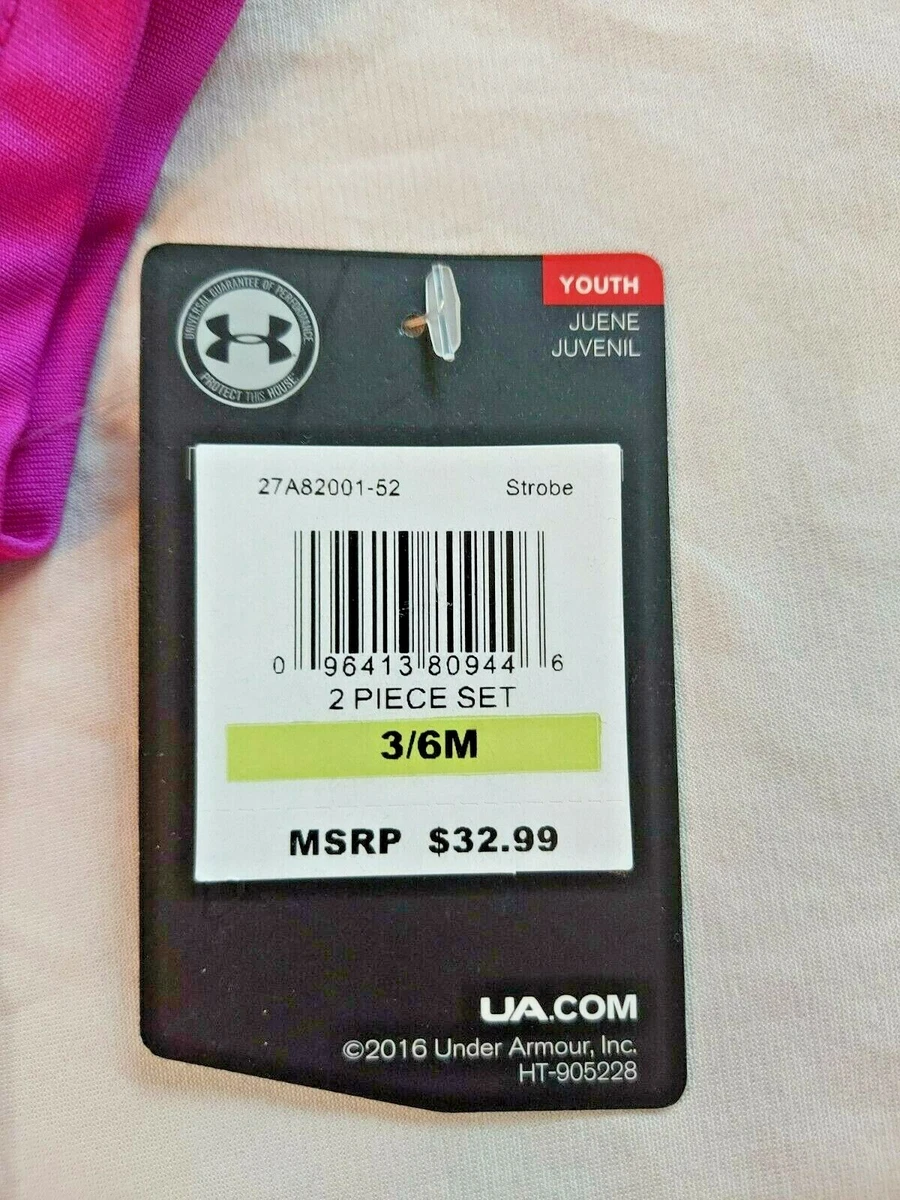 UNIVERSAL GUARANTEE OF PERFORMANCE
PROTECT THIS HOUSE
YOUTH
JUENE
JUVENIL
27A82001-52 Strobe
0 96413 80944 6
2 PIECE SET
3/6M
MSRP $32.99
UA.COM
©2016 Under Armour, Inc.
HT-905228